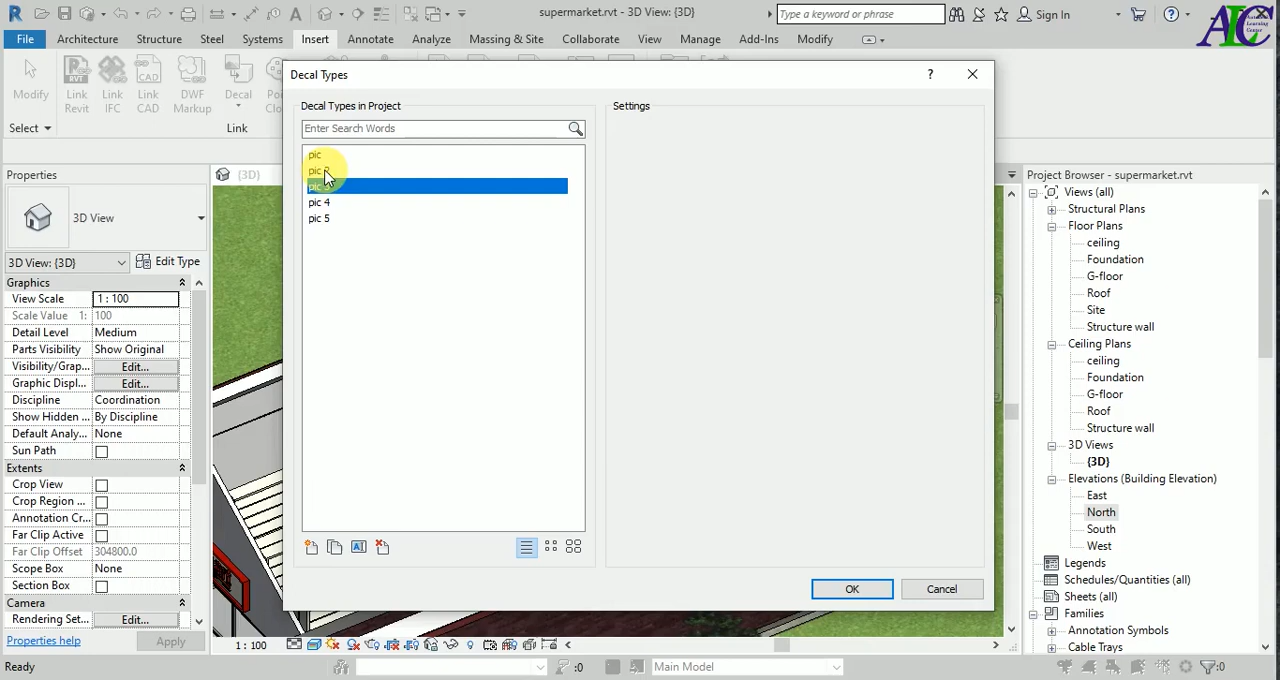 supermarket.rvt - 3D View: {3D}
Type a keyword or phrase
Sign In
ALC
Learning
Center
File
Architecture
Structure
Steel
Systems
Insert
Annotate
Analyze
Massing & Site
Collaborate
View
Manage
Add-Ins
Modify
Modify
Link
Revit
Link
IFC
Link
CAD
DWF
Markup
Decal
Select
Link
Properties
3D View
3D View: {3D}
Edit Type
Graphics
View Scale
1 : 100
Scale Value 1:
100
Detail Level
Medium
Parts Visibility
Show Original
Visibility/Grap...
Edit...
Graphic Displ...
Edit...
Discipline
Coordination
Show Hidden ...
By Discipline
Default Analy...
None
Sun Path
Extents
Crop View
Crop Region ...
Annotation Cr...
Far Clip Active
Far Clip Offset
304800.0
Scope Box
None
Section Box
Camera
Rendering Set...
Edit...
Properties help
Apply
{3D}
Decal Types
Decal Types in Project
Enter Search Words
pic
pic
pic 3
pic 4
pic 5
Settings
OK
Cancel
1 : 100
Project Browser - supermarket.rvt
Views (all)
Structural Plans
Floor Plans
ceiling
Foundation
G-floor
Roof
Site
Structure wall
Ceiling Plans
ceiling
Foundation
G-floor
Roof
Structure wall
3D Views
{3D}
Elevations (Building Elevation)
East
North
South
West
Legends
Schedules/Quantities (all)
Sheets (all)
Families
Annotation Symbols
Cable Trays
Ready
:0
Main Model
:0